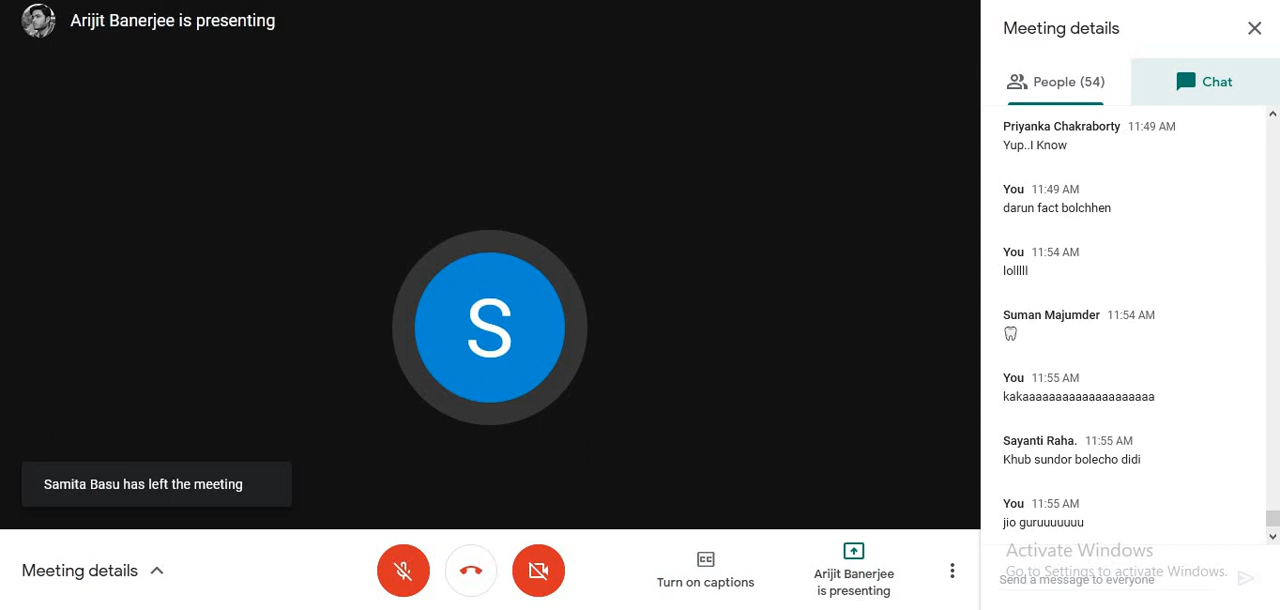 Arijit Banerjee is presenting
Meeting details
People (54)
Chat
Priyanka Chakraborty 11:49 AM
Yup..I Know
You 11:49 AM
darun fact bolchhen
You 11:54 AM
lolllll
Suman Majumder 11:54 AM
🦷
You 11:55 AM
kakaaaaaaaaaaaaaaaaaaaa
Sayanti Raha. 11:55 AM
Khub sundor bolecho didi
You 11:55 AM
jio guruuuuuuu
S
Samita Basu has left the meeting
Activate Windows
Go to Settings to activate Windows.
Send a message to everyone
Meeting details
Turn on captions
Arijit Banerjee
is presenting